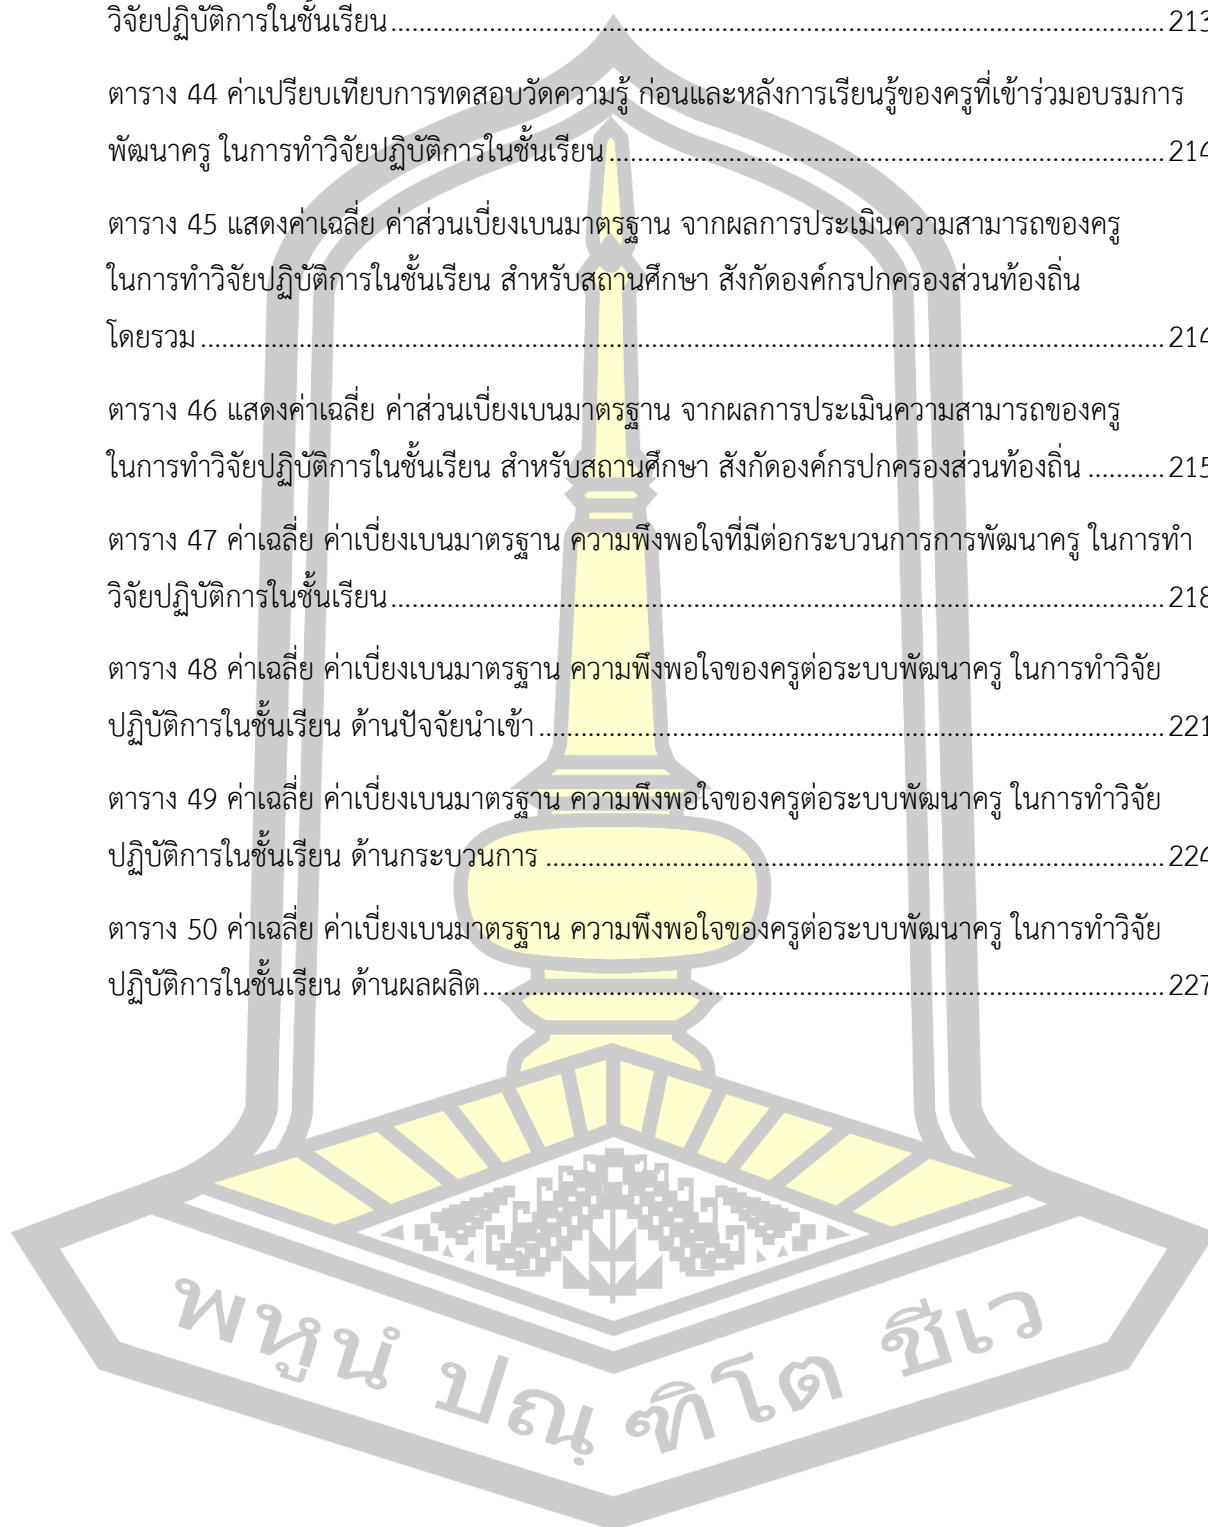 วิจัยปฏิบัติการในชั้นเรียน ........................................................................................................ 213
ตาราง 44 ค่าเปรียบเทียบการทดสอบวัดความรู้ ก่อนและหลังการเรียนรู้ของครูที่เข้าร่วมอบรมการ
พัฒนาครู ในการทำวิจัยปฏิบัติการในชั้นเรียน ........................................................................ 214
ตาราง 45 แสดงค่าเฉลี่ย ค่าส่วนเบี่ยงเบนมาตรฐาน จากผลการประเมินความสามารถของครู
ในการทำวิจัยปฏิบัติการในชั้นเรียน สำหรับสถานศึกษา สังกัดองค์กรปกครองส่วนท้องถิ่น
โดยรวม ................................................................................................................................ 214
ตาราง 46 แสดงค่าเฉลี่ย ค่าส่วนเบี่ยงเบนมาตรฐาน จากผลการประเมินความสามารถของครู
ในการทำวิจัยปฏิบัติการในชั้นเรียน สำหรับสถานศึกษา สังกัดองค์กรปกครองส่วนท้องถิ่น ........... 215
ตาราง 47 ค่าเฉลี่ย ค่าเบี่ยงเบนมาตรฐาน ความพึงพอใจที่มีต่อกระบวนการการพัฒนาครู ในการทำ
วิจัยปฏิบัติการในชั้นเรียน ........................................................................................................ 218
ตาราง 48 ค่าเฉลี่ย ค่าเบี่ยงเบนมาตรฐาน ความพึงพอใจของครูต่อระบบพัฒนาครู ในการทำวิจัย
ปฏิบัติการในชั้นเรียน ด้านปัจจัยนำเข้า .................................................................................. 221
ตาราง 49 ค่าเฉลี่ย ค่าเบี่ยงเบนมาตรฐาน ความพึงพอใจของครูต่อระบบพัฒนาครู ในการทำวิจัย
ปฏิบัติการในชั้นเรียน ด้านกระบวนการ ................................................................................. 224
ตาราง 50 ค่าเฉลี่ย ค่าเบี่ยงเบนมาตรฐาน ความพึงพอใจของครูต่อระบบพัฒนาครู ในการทำวิจัย
ปฏิบัติการในชั้นเรียน ด้านผลผลิต ......................................................................................... 227
พหูนํ ปณฺฑิโต ชีเว